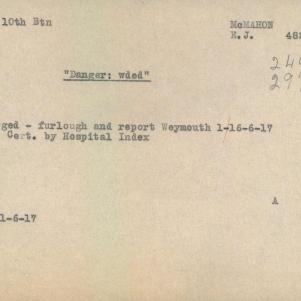 10th Btn
McMAHON
E.J. 48
"Danger: wded"
24
29
ged - furlough and report Weymouth 1-16-6-17
Cert. by Hospital Index
A
1-6-17